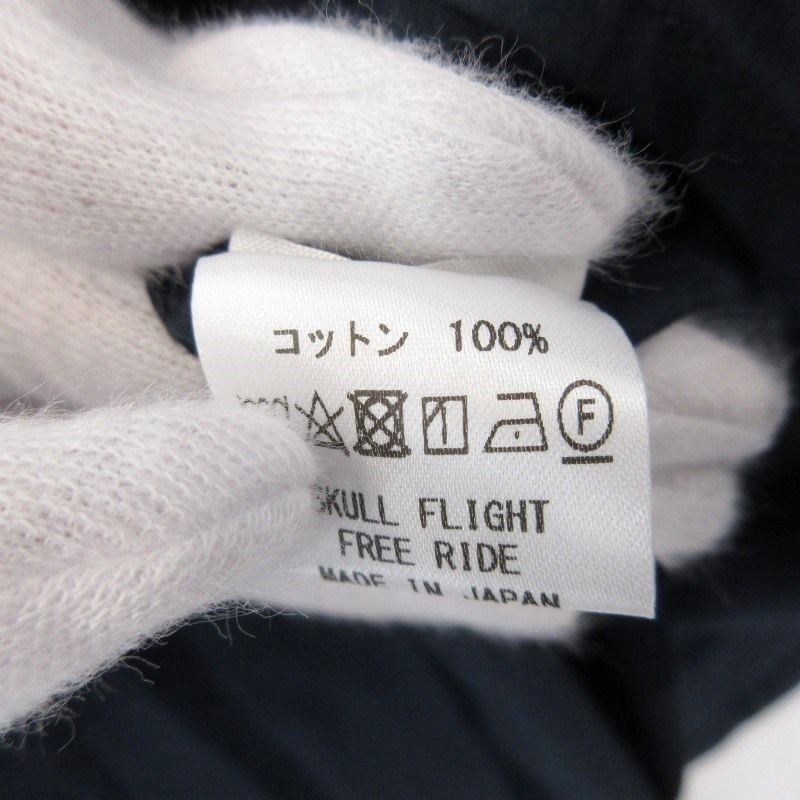 コットン 100%
F
SKULL FLIGHT
FREE RIDE
MADE IN JAPAN